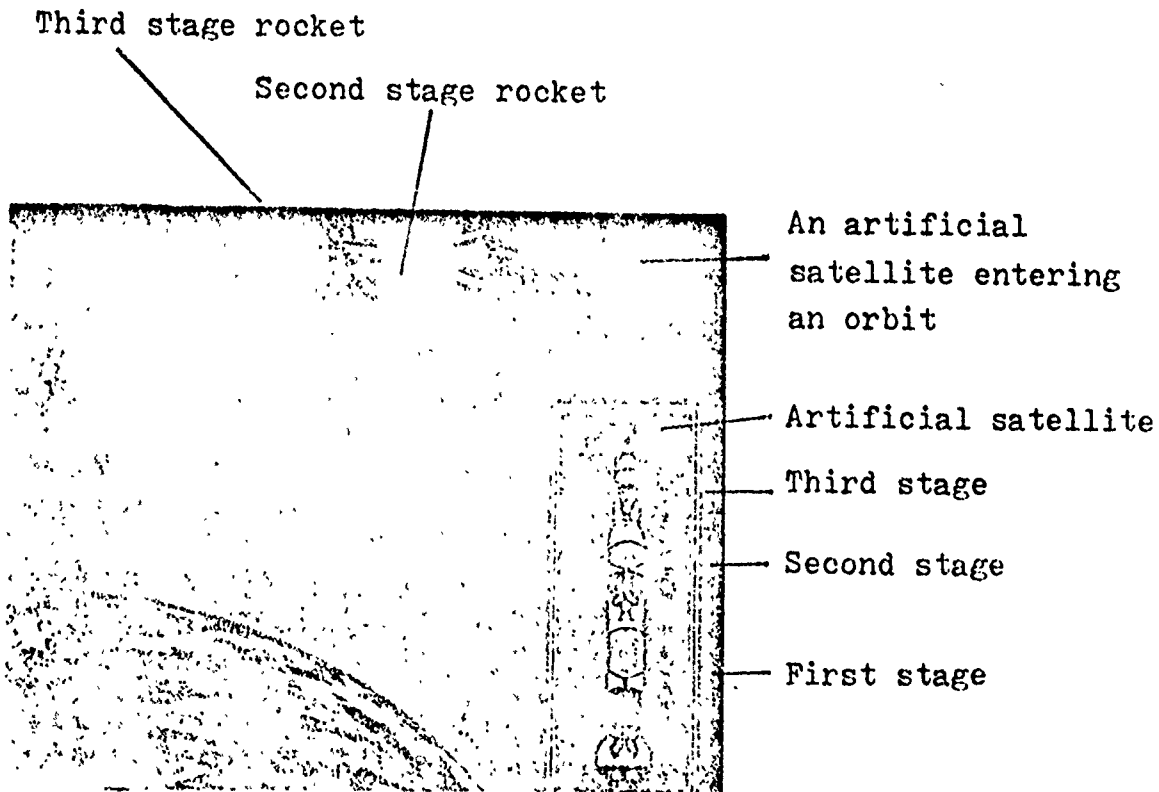 Third stage rocket
Second stage rocket
An artificial
satellite entering
an orbit
Artificial satellite
Third stage
Second stage
First stage